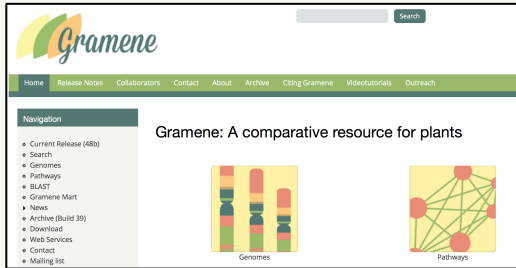 Gramene
Search
Home Release Notes Collaborators Contact About Archive Citing Gramene Videotutorials Outreach
Navigation
Current Release (48b)
Search
Genomes
Pathways
BLAST
Gramene Mart
News
Archive (Build 39)
Download
Web Services
Contact
Mailing list
Gramene: A comparative resource for plants
Genomes Pathways